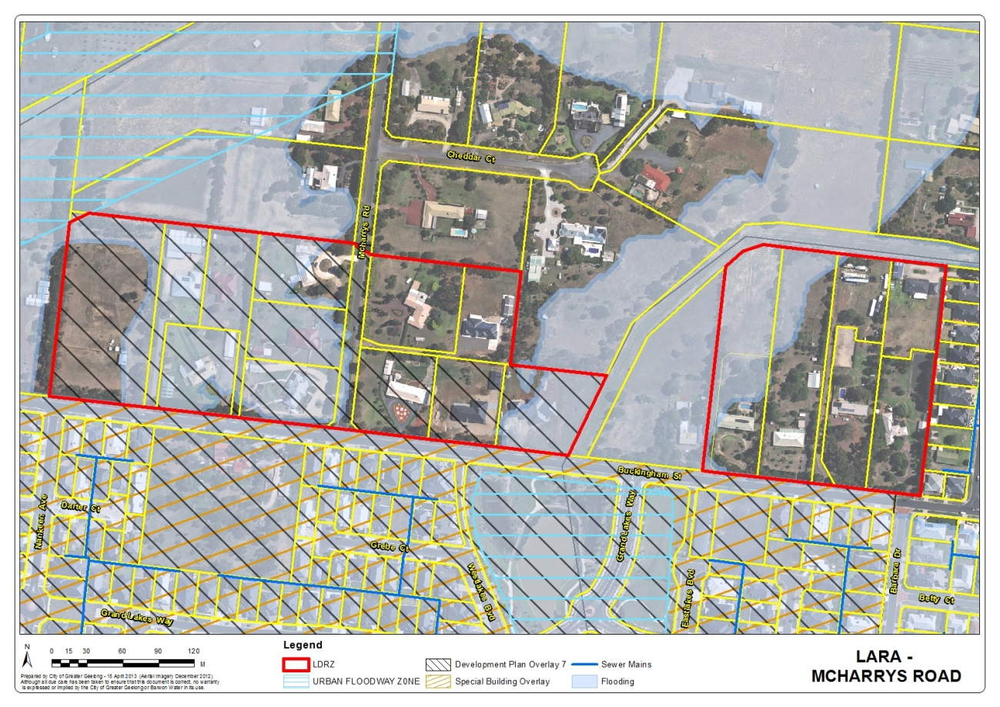 Cheddar Ct
Mcharrys Rd
Buckingham St
Nankeen Ave
Darter Ct
Grebe Ct
Westlakes Blvd
Grand Lakes Way
Grand Lakes Way
Eastlakes Blvd
Barbara Dr
Betty Ct
N
0 15 30 60 90 120
M
Prepared by City of Greater Geelong - 15 April 2013 (Aerial Imagery December 2012)
Although all due care has been taken to ensure that this document is correct, no warranty
is expressed or implied by the City of Greater Geelong or Barwon Water in its use.
Legend
LDRZ
URBAN FLOODWAY ZONE
Development Plan Overlay 7
Special Building Overlay
Sewer Mains
Flooding
LARA -
MCHARRYS ROAD